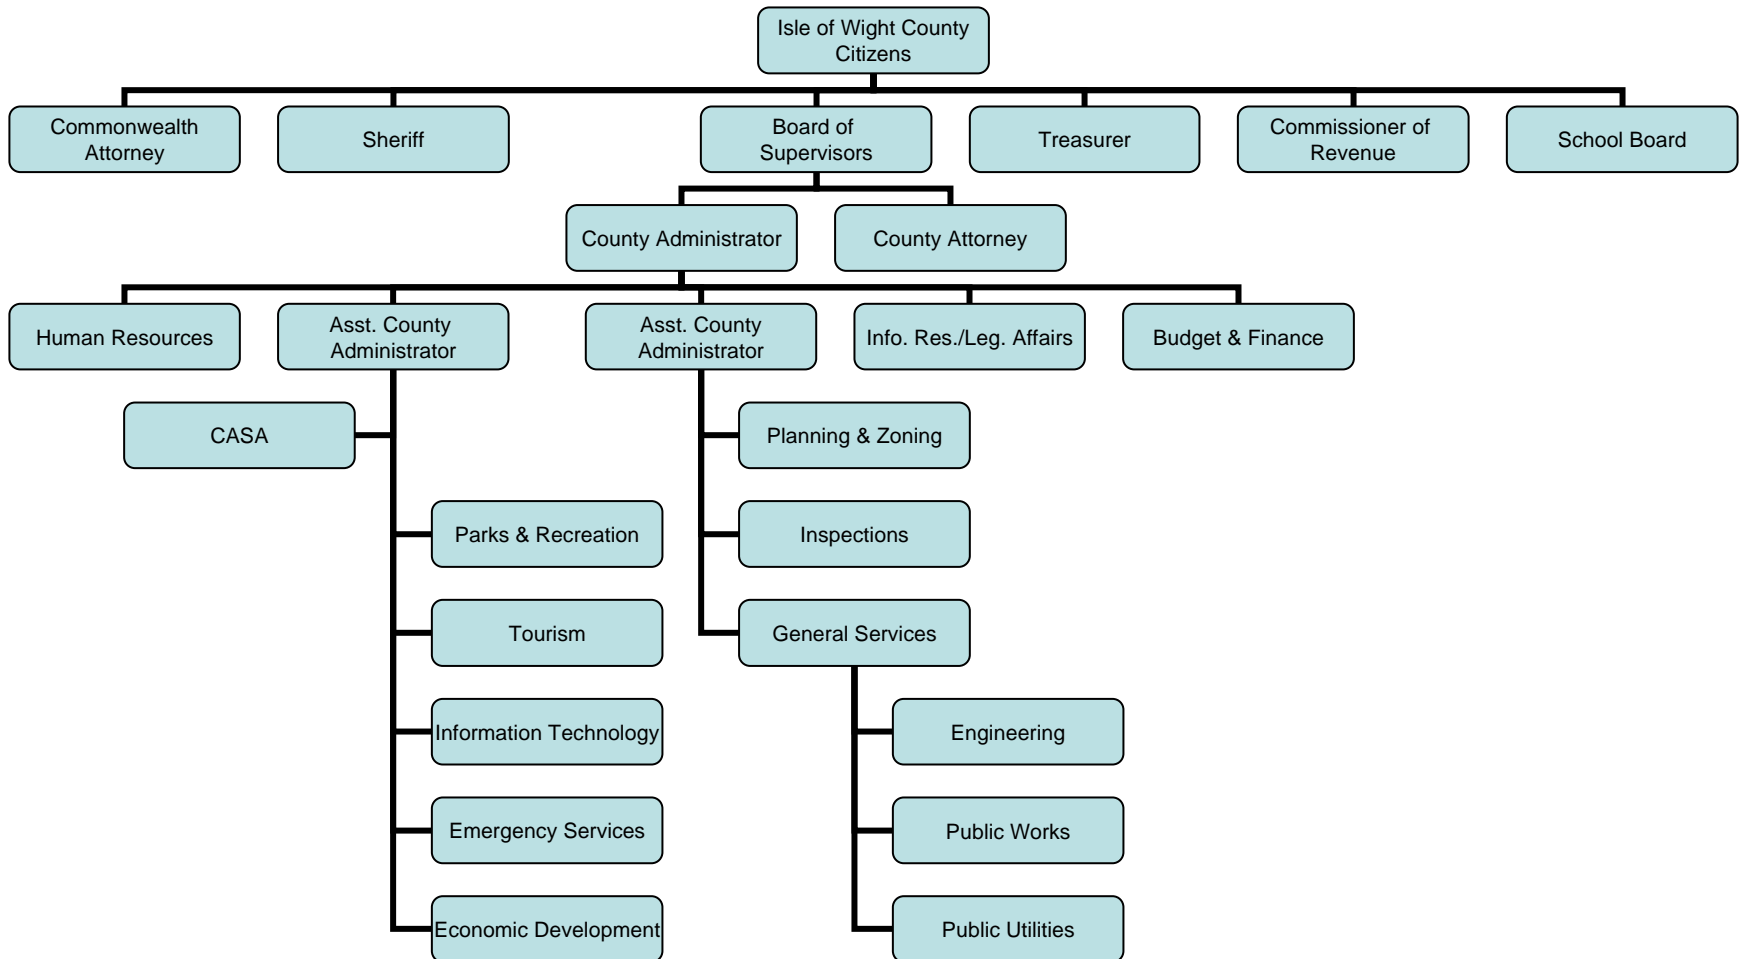 Isle of Wight County
Citizens
Commonwealth
Attorney
Sheriff
Board of
Supervisors
Treasurer
Commissioner of
Revenue
School Board
County Administrator
County Attorney
Human Resources
Asst. County
Administrator
Asst. County
Administrator
Info. Res./Leg. Affairs
Budget & Finance
CASA
Planning & Zoning
Parks & Recreation
Inspections
Tourism
General Services
Information Technology
Engineering
Emergency Services
Public Works
Economic Development
Public Utilities